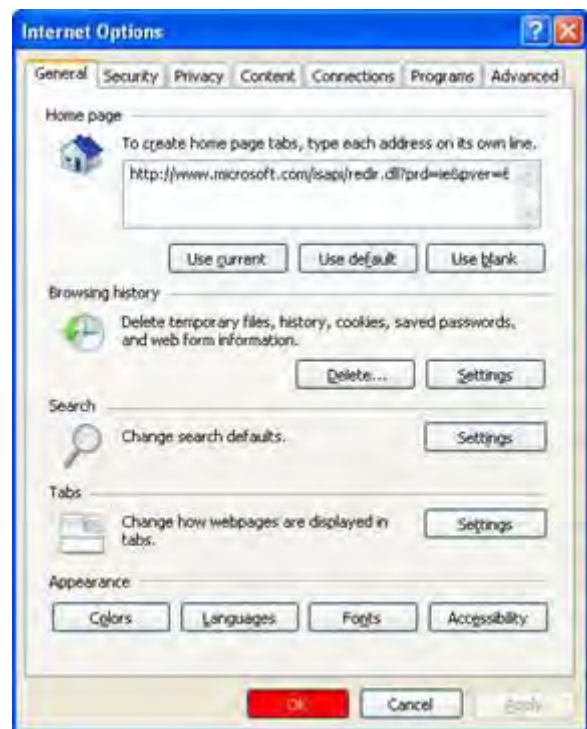 Internet Options
General Security Privacy Content Connections Programs Advanced
Home page
To create home page tabs, type each address on its own line.
http://www.microsoft.com/isapi/redir.dll?prd=ie&pver=6
Use current Use default Use blank
Browsing history
Delete temporary files, history, cookies, saved passwords,
and web form information.
Delete... Settings
Search
Change search defaults. Settings
Tabs
Change how webpages are displayed in
tabs.
Settings
Appearance
Colors Languages Fonts Accessibility
OK Cancel Apply